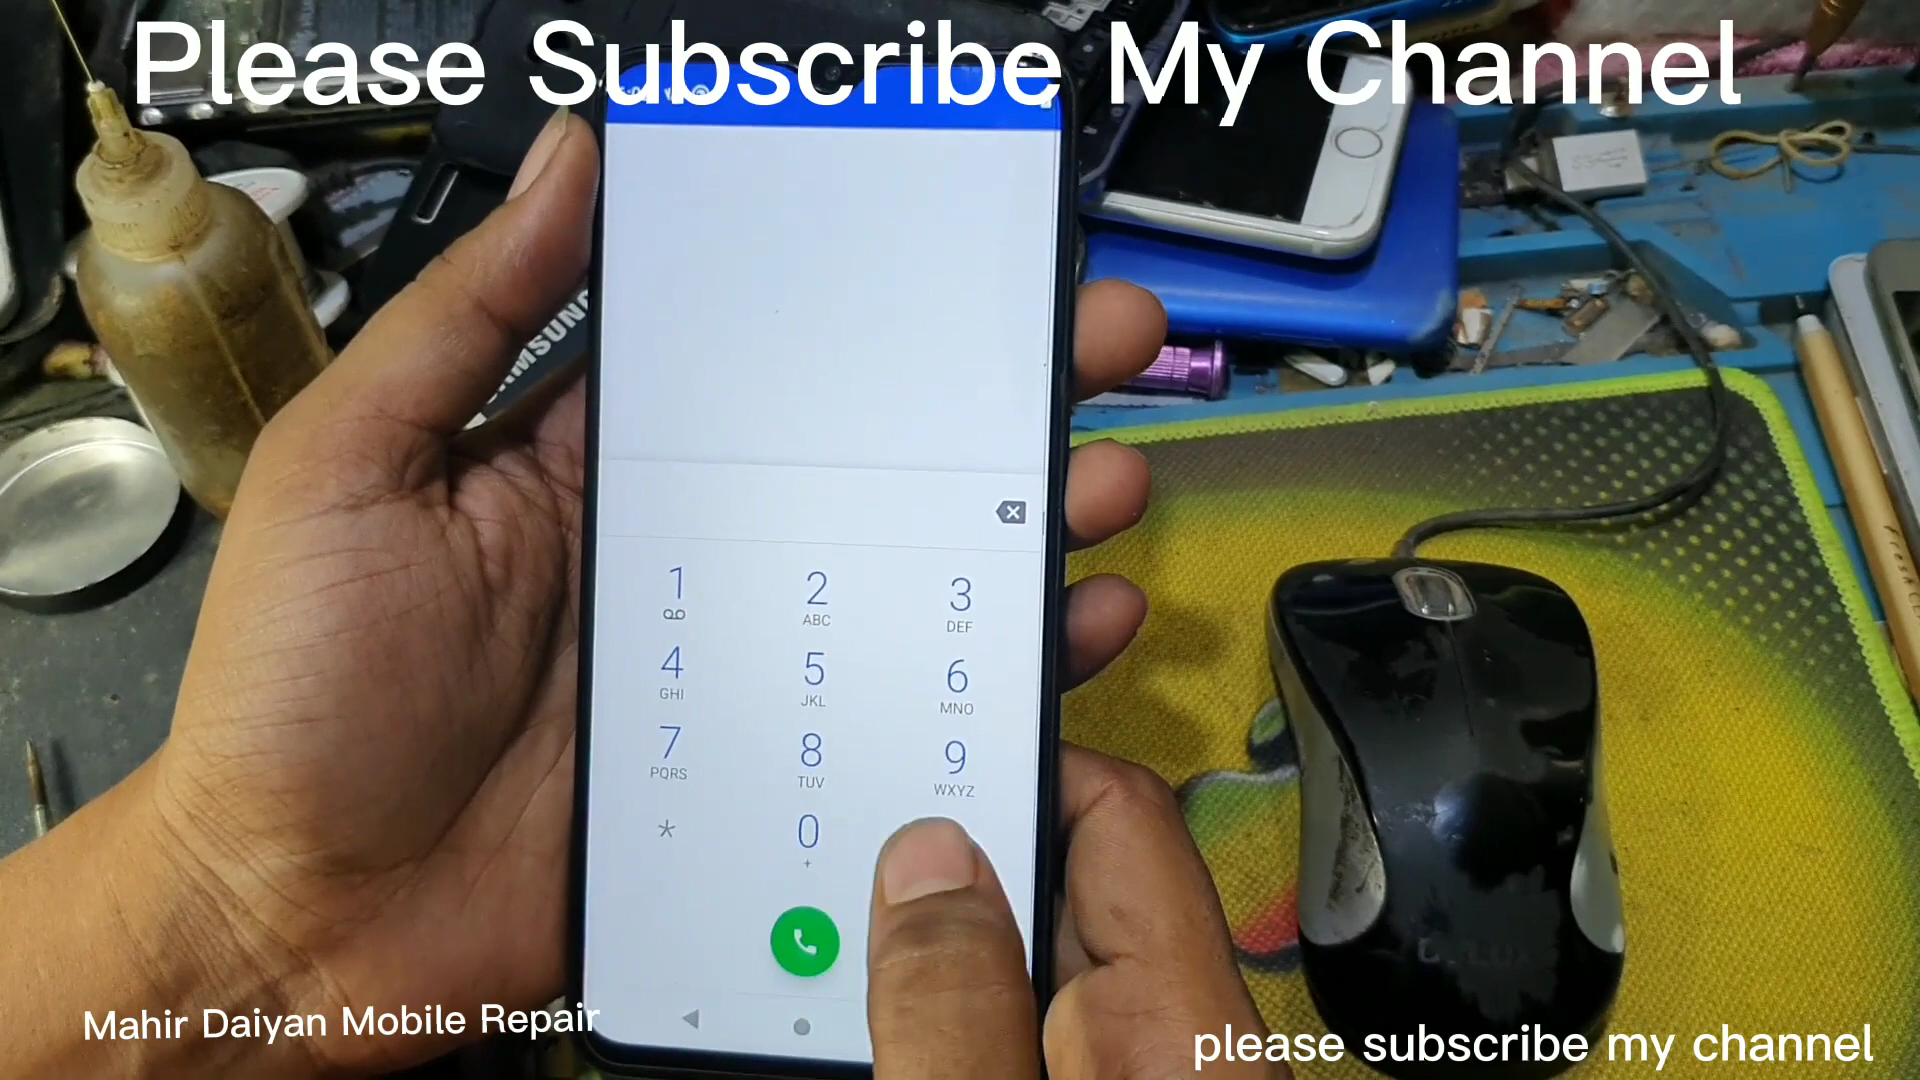 Please Subscribe My Channel
SAMSUNG
1
2
ABC
3
DEF
4
GHI
5
JKL
6
MNO
7
PQRS
8
TUV
9
WXYZ
*
0
+
Mahir Daiyan Mobile Repair
please subscribe my channel